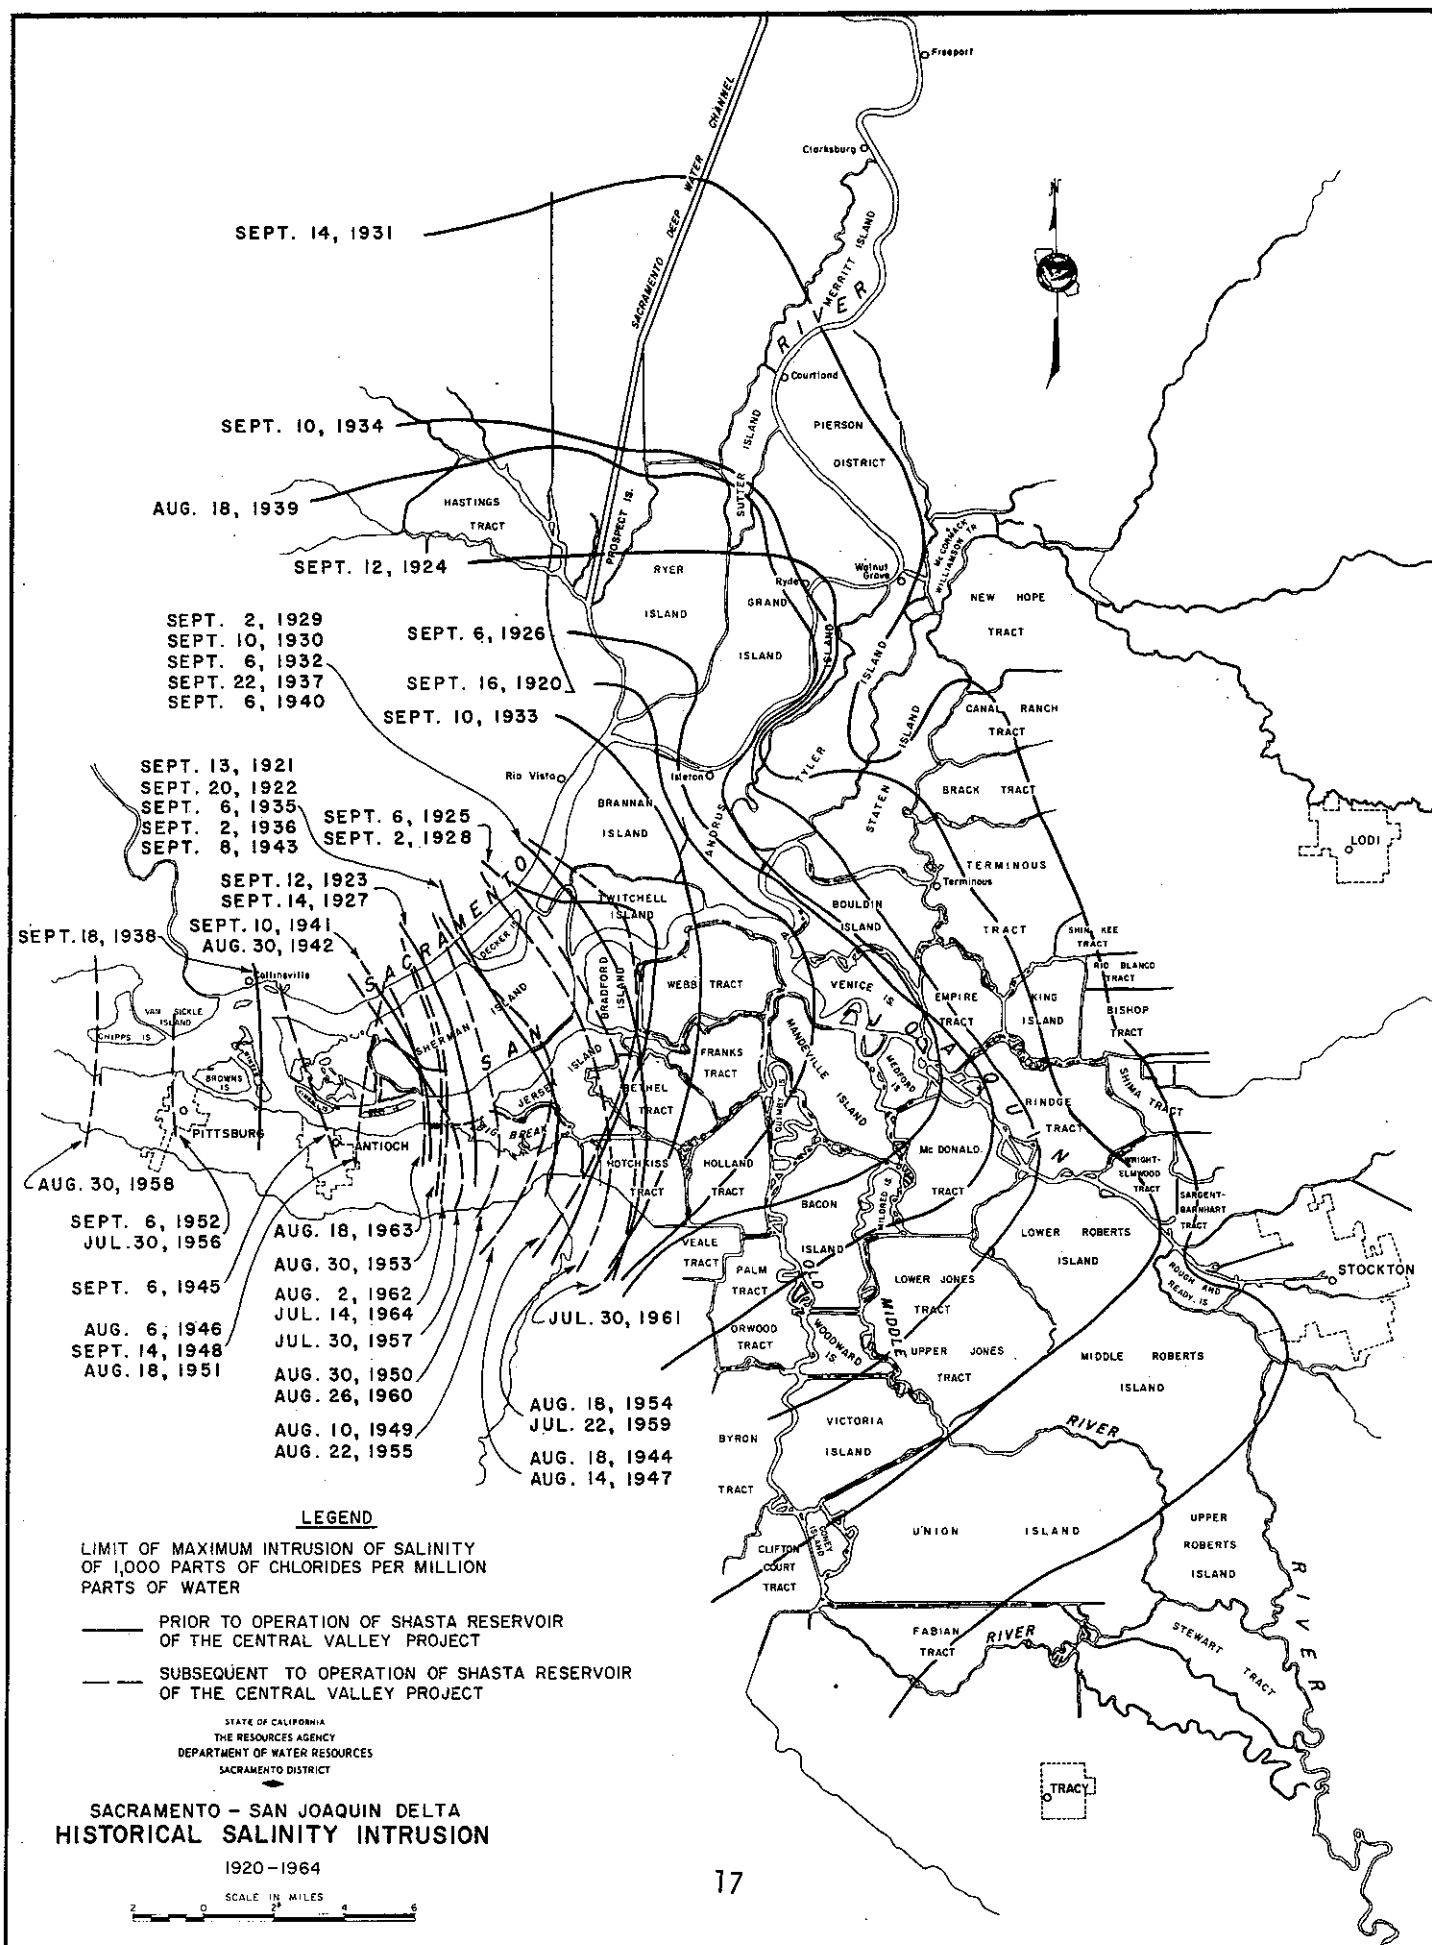 Freeport
SACRAMENTO DEEP WATER CHANNEL
Clarksburg
N
SEPT. 14, 1931
MERRITT ISLAND
RIVER
Courtland
SEPT. 10, 1934
SUTTER ISLAND
PIERSON
DISTRICT
AUG. 18, 1939
HASTINGS
TRACT
PROSPECT IS.
McCORMACK
WILLIAMSON TR
SEPT. 12, 1924
RYER
ISLAND
Ryde
Walnut
Grove
GRAND
ISLAND
NEW HOPE
TRACT
SEPT. 2, 1929
SEPT. 10, 1930
SEPT. 6, 1932
SEPT. 22, 1937
SEPT. 6, 1940
SEPT. 6, 1926
SEPT. 16, 1920
SEPT. 10, 1933
ISLAND
TYLER
ISLAND
STATEN
ISLAND
CANAL RANCH
TRACT
Rio Vista
Isleton
BRACK TRACT
SEPT. 13, 1921
SEPT. 20, 1922
SEPT. 6, 1935
SEPT. 2, 1936
SEPT. 8, 1943
SEPT. 6, 1925
SEPT. 2, 1928
BRANNAN
ISLAND
ANDRUS
LODI
TERMINOUS
Terminous
TRACT
SEPT. 12, 1923
SEPT. 14, 1927
TWITCHELL
ISLAND
BOULDIN
ISLAND
SEPT. 10, 1941
AUG. 30, 1942
SEPT. 18, 1938
SACRAMENTO
DECKER IS
SHIN KEE
TRACT
RIO BLANCO
TRACT
Collinsville
BRADFORD
ISLAND
WEBB TRACT
VENICE IS.
EMPIRE
TRACT
KING
ISLAND
BISHOP
TRACT
VAN SICKLE
ISLAND
CHIPPS IS
SHERMAN ISLAND
SAN
JOAQUIN
BROWNS
IS
JERSEY ISLAND
FRANKS
TRACT
MANDEVILLE
ISLAND
MEDFORD
IS
BETHEL
TRACT
QUIMBY IS
RINDGE
TRACT
SHIMA TRACT
PITTSBURG
ANTIOCH
BIG BREAK
HOTCHKISS
TRACT
HOLLAND
TRACT
Mc DONALD
TRACT
WRIGHT-
ELMWOOD
TRACT
SARGENT-
BARNHART
TRACT
BACON
ISLAND
MILDRED IS
AUG. 30, 1958
SEPT. 6, 1952
JUL. 30, 1956
AUG. 18, 1963
AUG. 30, 1953
SEPT. 6, 1945
AUG. 2, 1962
JUL. 14, 1964
JUL. 30, 1957
AUG. 6, 1946
SEPT. 14, 1948
AUG. 18, 1951
AUG. 30, 1950
AUG. 26, 1960
AUG. 10, 1949
AUG. 22, 1955
JUL. 30, 1961
AUG. 18, 1954
JUL. 22, 1959
AUG. 18, 1944
AUG. 14, 1947
VEALE
TRACT
PALM
TRACT
ORWOOD
TRACT
OLD
WOODWARD
IS.
MIDDLE
LOWER JONES
TRACT
UPPER JONES
TRACT
LOWER ROBERTS
ISLAND
ROUGH AND
READY IS
STOCKTON
MIDDLE ROBERTS
ISLAND
BYRON
TRACT
VICTORIA
ISLAND
RIVER
CONEY
ISLAND
CLIFTON
COURT
TRACT
UNION ISLAND
UPPER
ROBERTS
ISLAND
RIVER
FABIAN
TRACT
RIVER
STEWART
TRACT
TRACY
LEGEND
LIMIT OF MAXIMUM INTRUSION OF SALINITY
OF 1,000 PARTS OF CHLORIDES PER MILLION
PARTS OF WATER
PRIOR TO OPERATION OF SHASTA RESERVOIR
OF THE CENTRAL VALLEY PROJECT
SUBSEQUENT TO OPERATION OF SHASTA RESERVOIR
OF THE CENTRAL VALLEY PROJECT
STATE OF CALIFORNIA
THE RESOURCES AGENCY
DEPARTMENT OF WATER RESOURCES
SACRAMENTO DISTRICT
SACRAMENTO – SAN JOAQUIN DELTA
HISTORICAL SALINITY INTRUSION
1920–1964
SCALE IN MILES
2 0 2 4 6
17